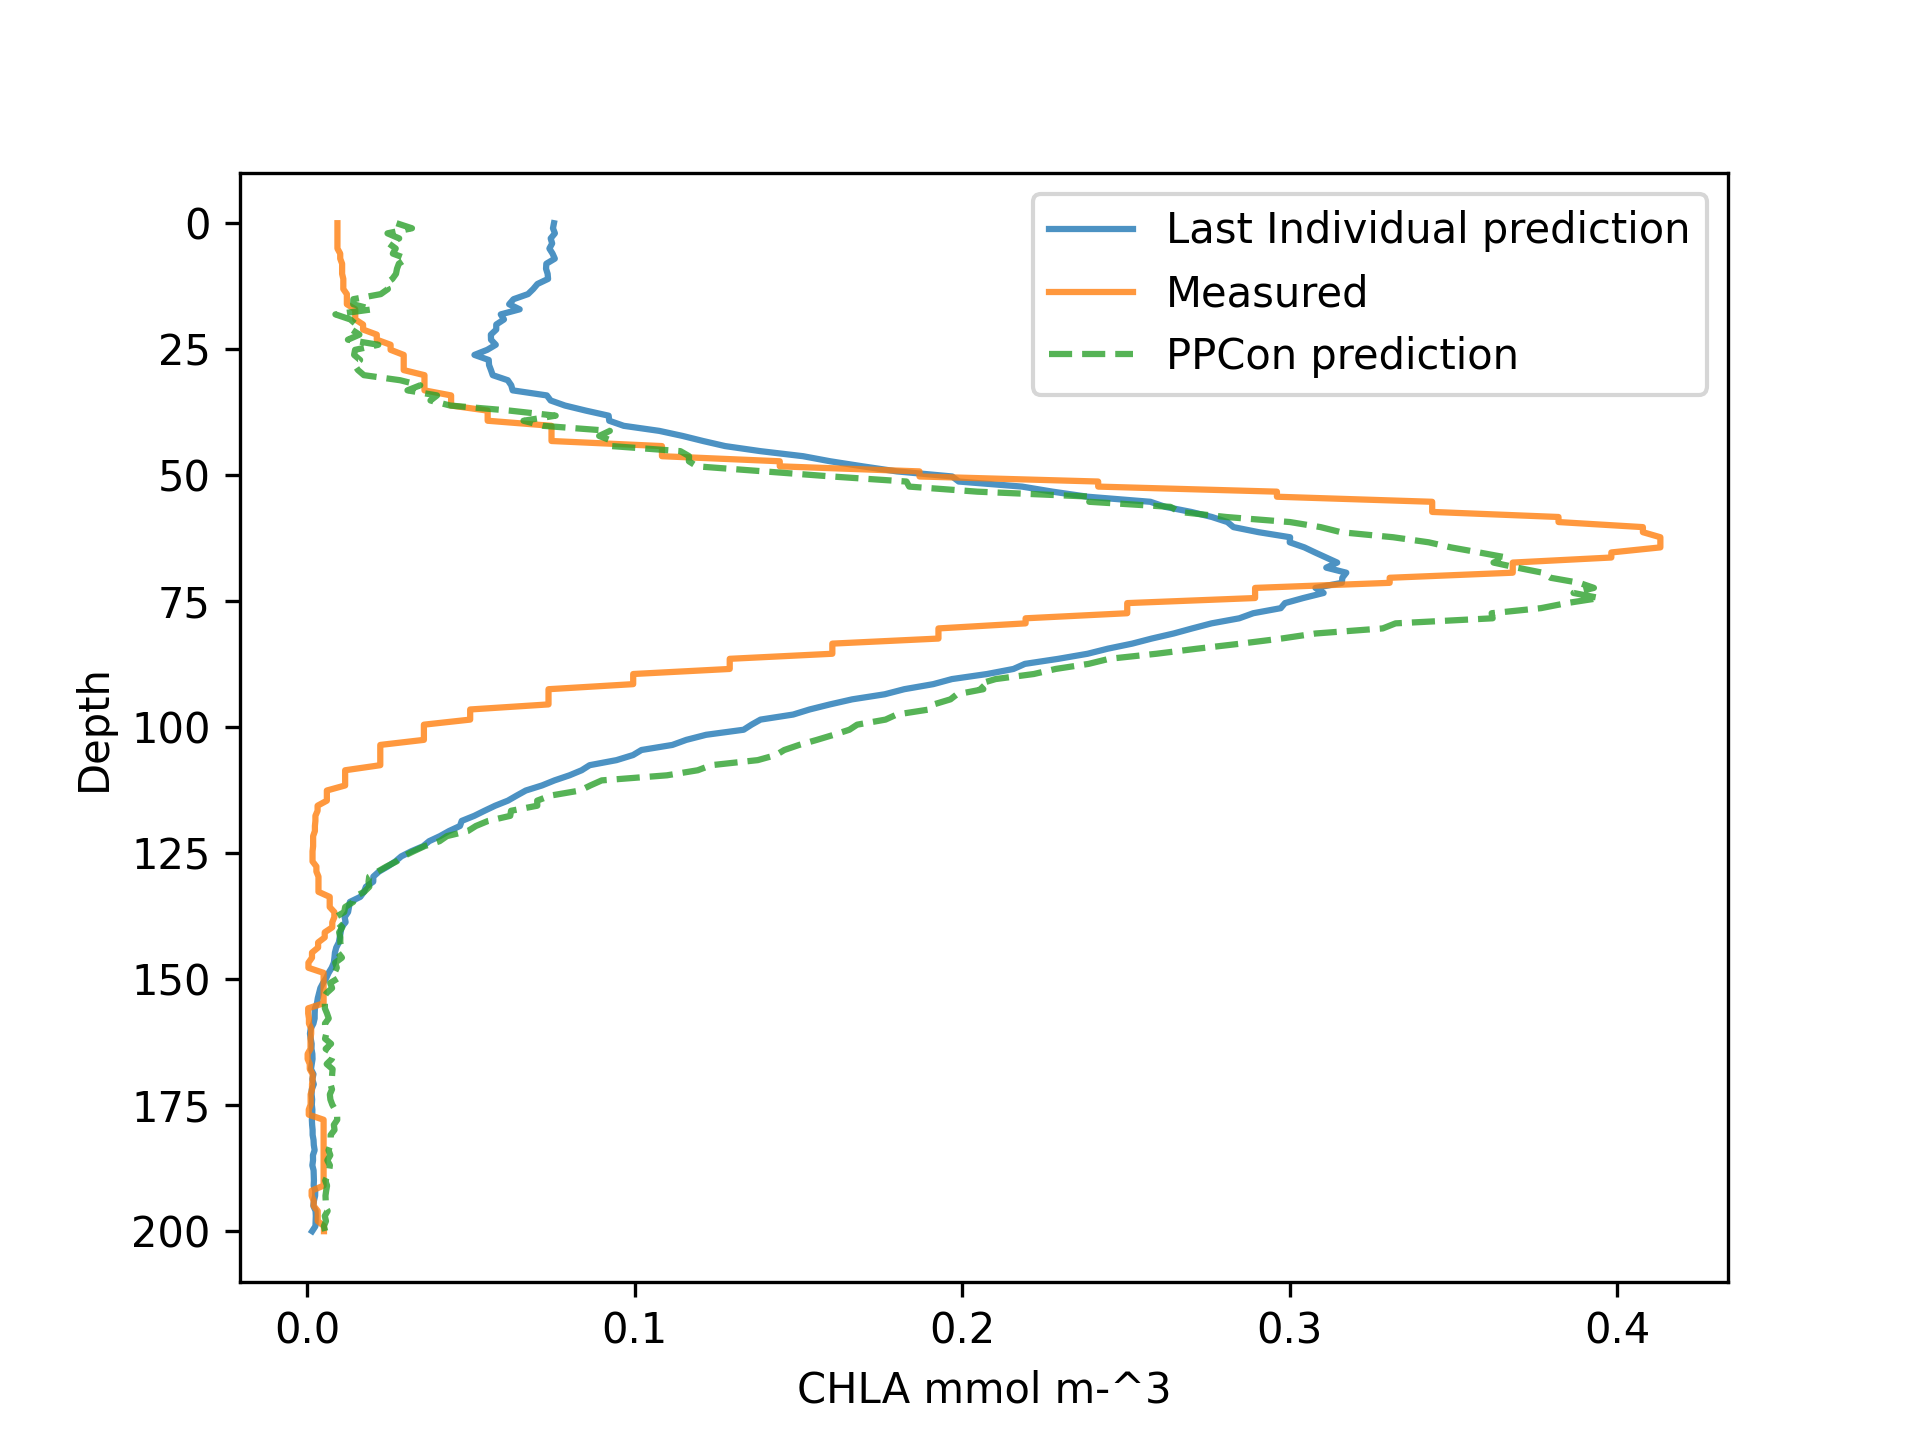 Last Individual prediction
Measured
PPCon prediction
0
25
50
75
100
125
150
175
200
Depth
0.0 0.1 0.2 0.3 0.4
CHLA mmol m-^3